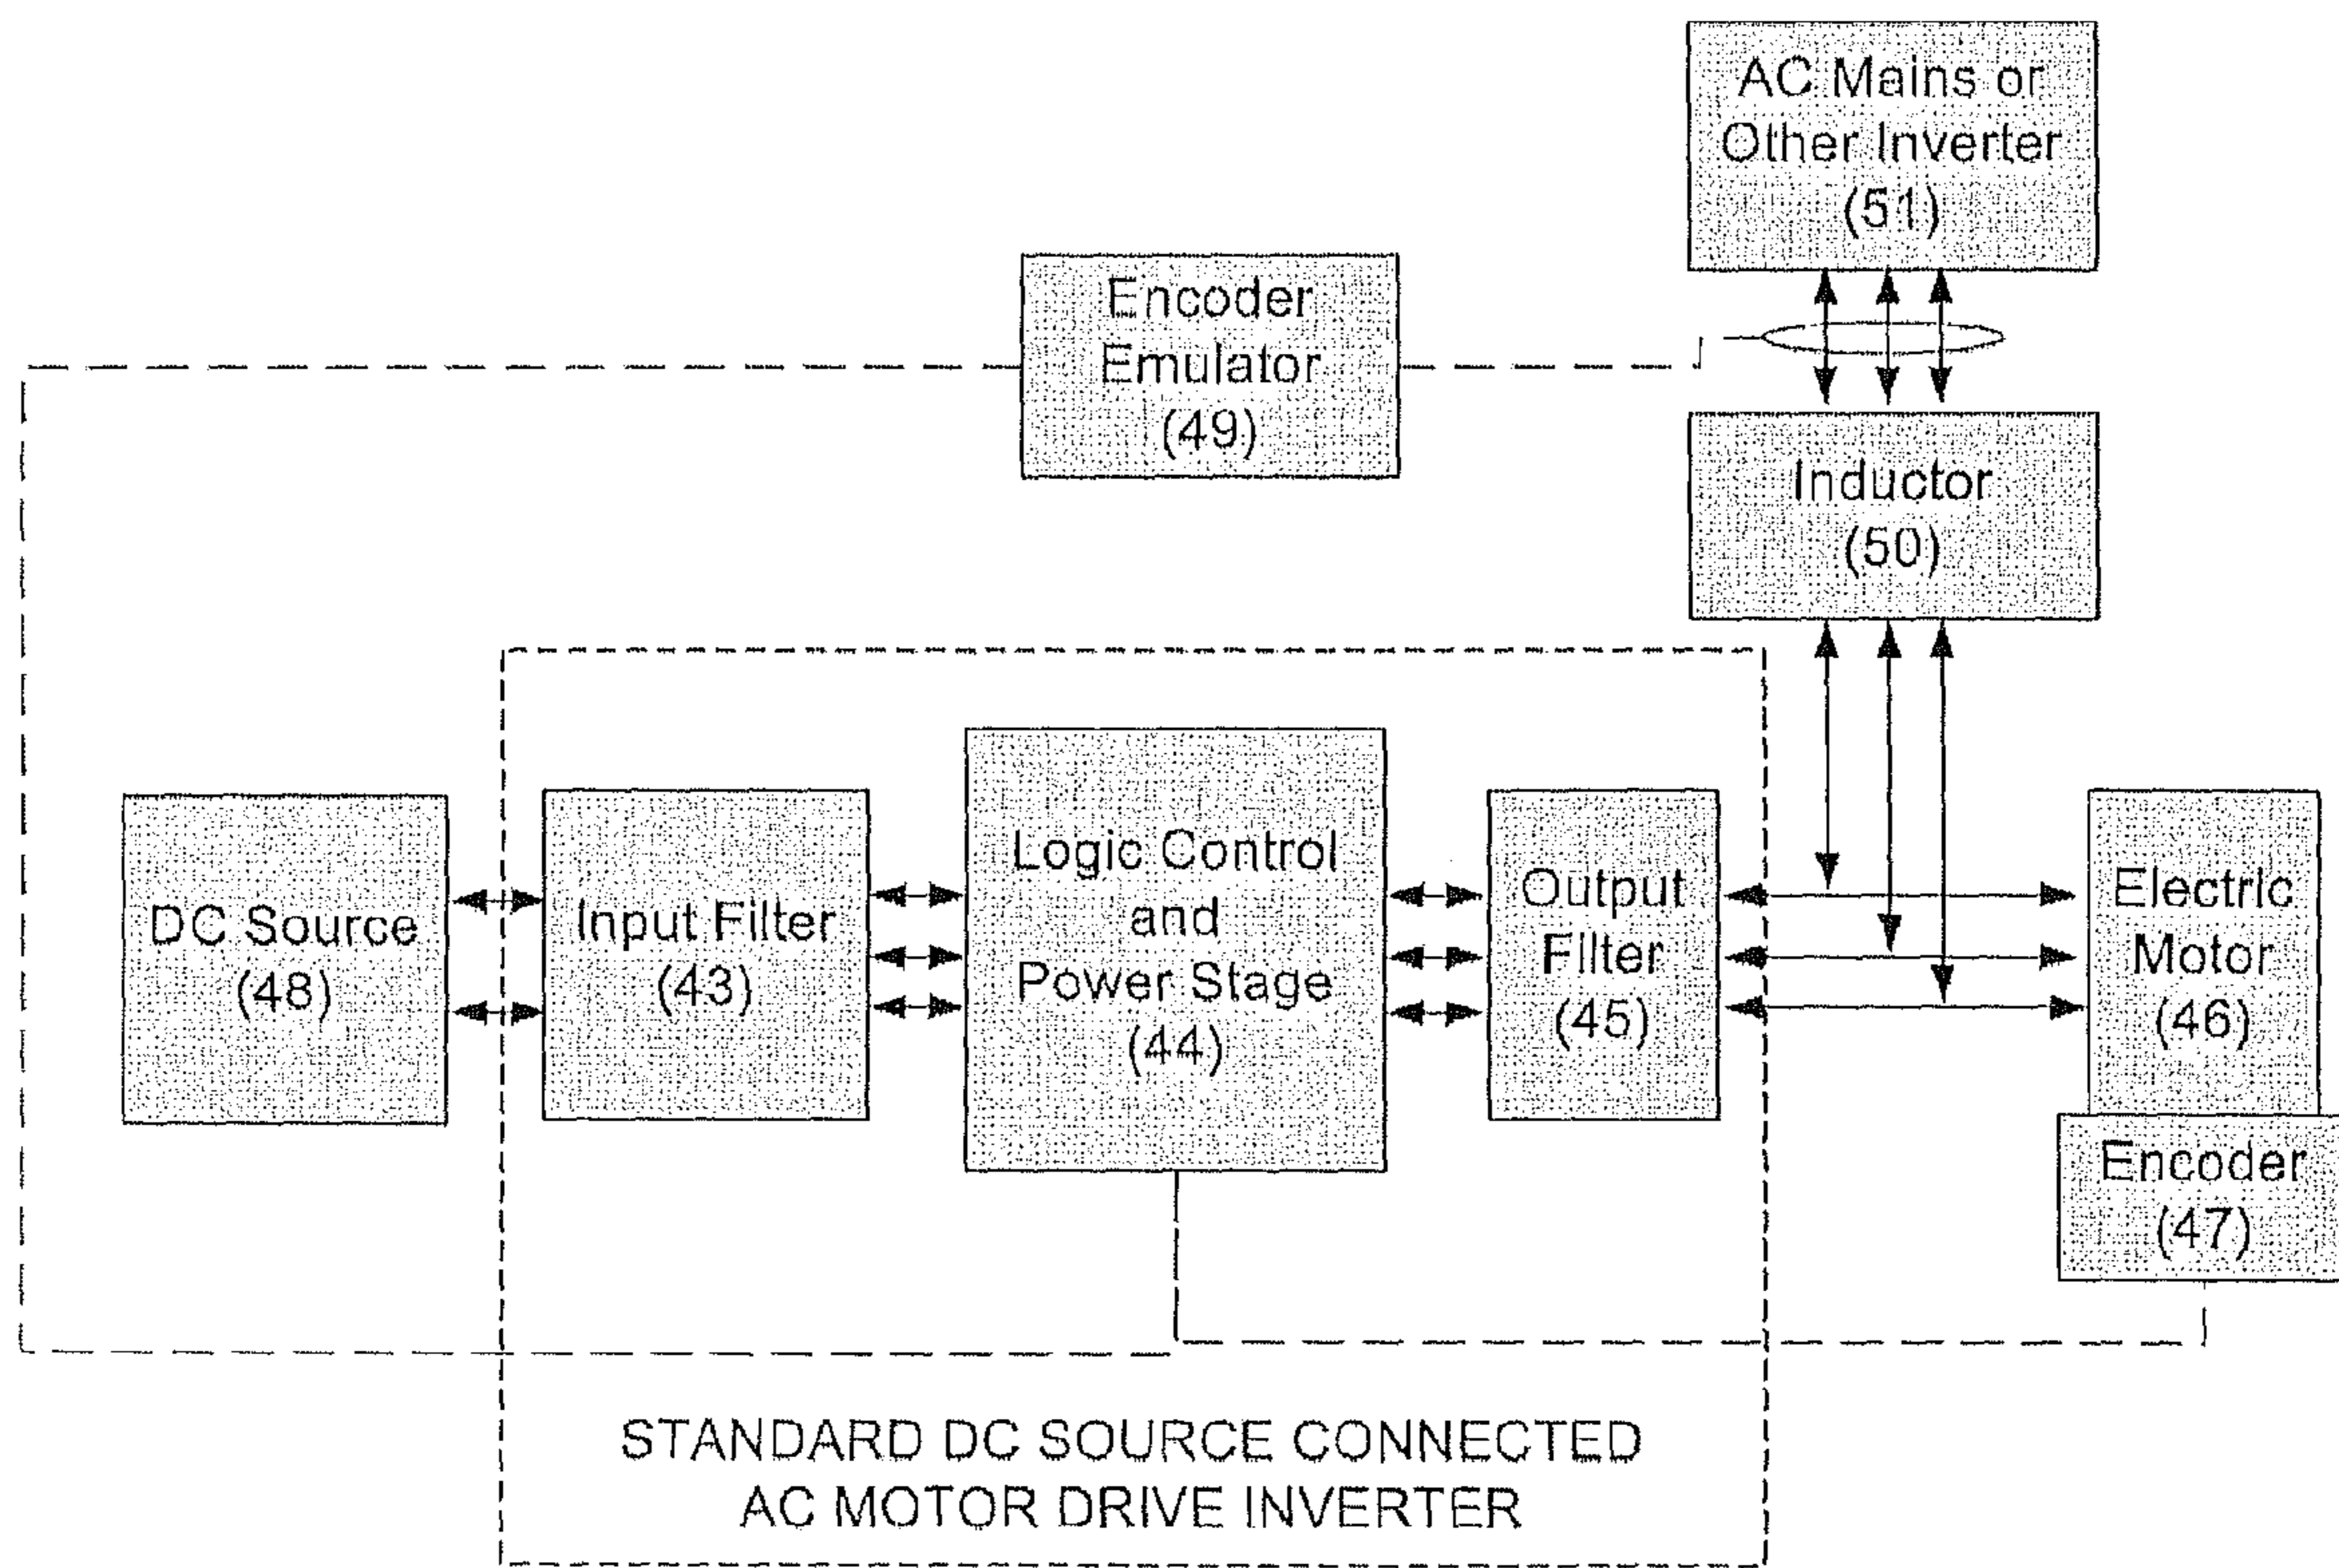 AC Mains or
Other Inverter
(51)
Encoder
Emulator
(49)
Inductor
(50)
DC Source
(48)
Input Filter
(43)
Logic Control
and
Power Stage
(44)
Output
Filter
(45)
Electric
Motor
(46)
Encoder
(47)
STANDARD DC SOURCE CONNECTED
AC MOTOR DRIVE INVERTER